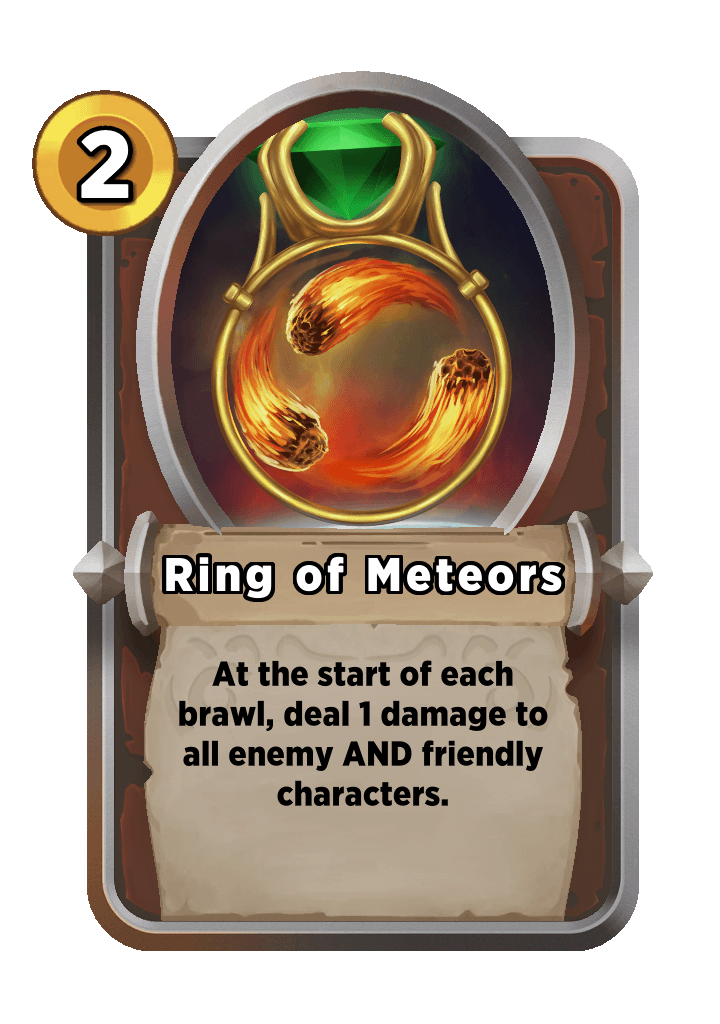 2
Ring of Meteors
At the start of each
brawl, deal 1 damage to
all enemy AND friendly
characters.